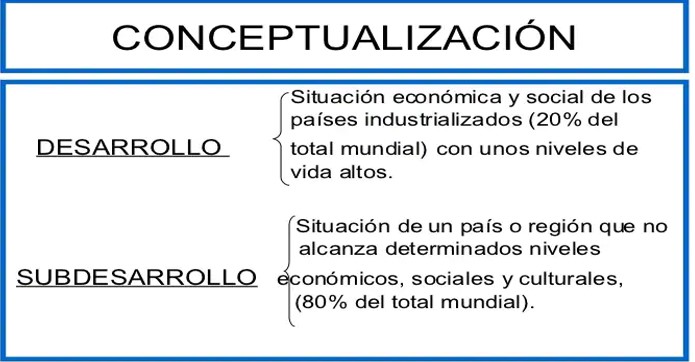 CONCEPTUALIZACIÓN
Situación económica y social de los
países industrializados (20% del
DESARROLLO total mundial) con unos niveles de
vida altos.
Situación de un país o región que no
alcanza determinados niveles
SUBDESARROLLO económicos, sociales y culturales,
(80% del total mundial).